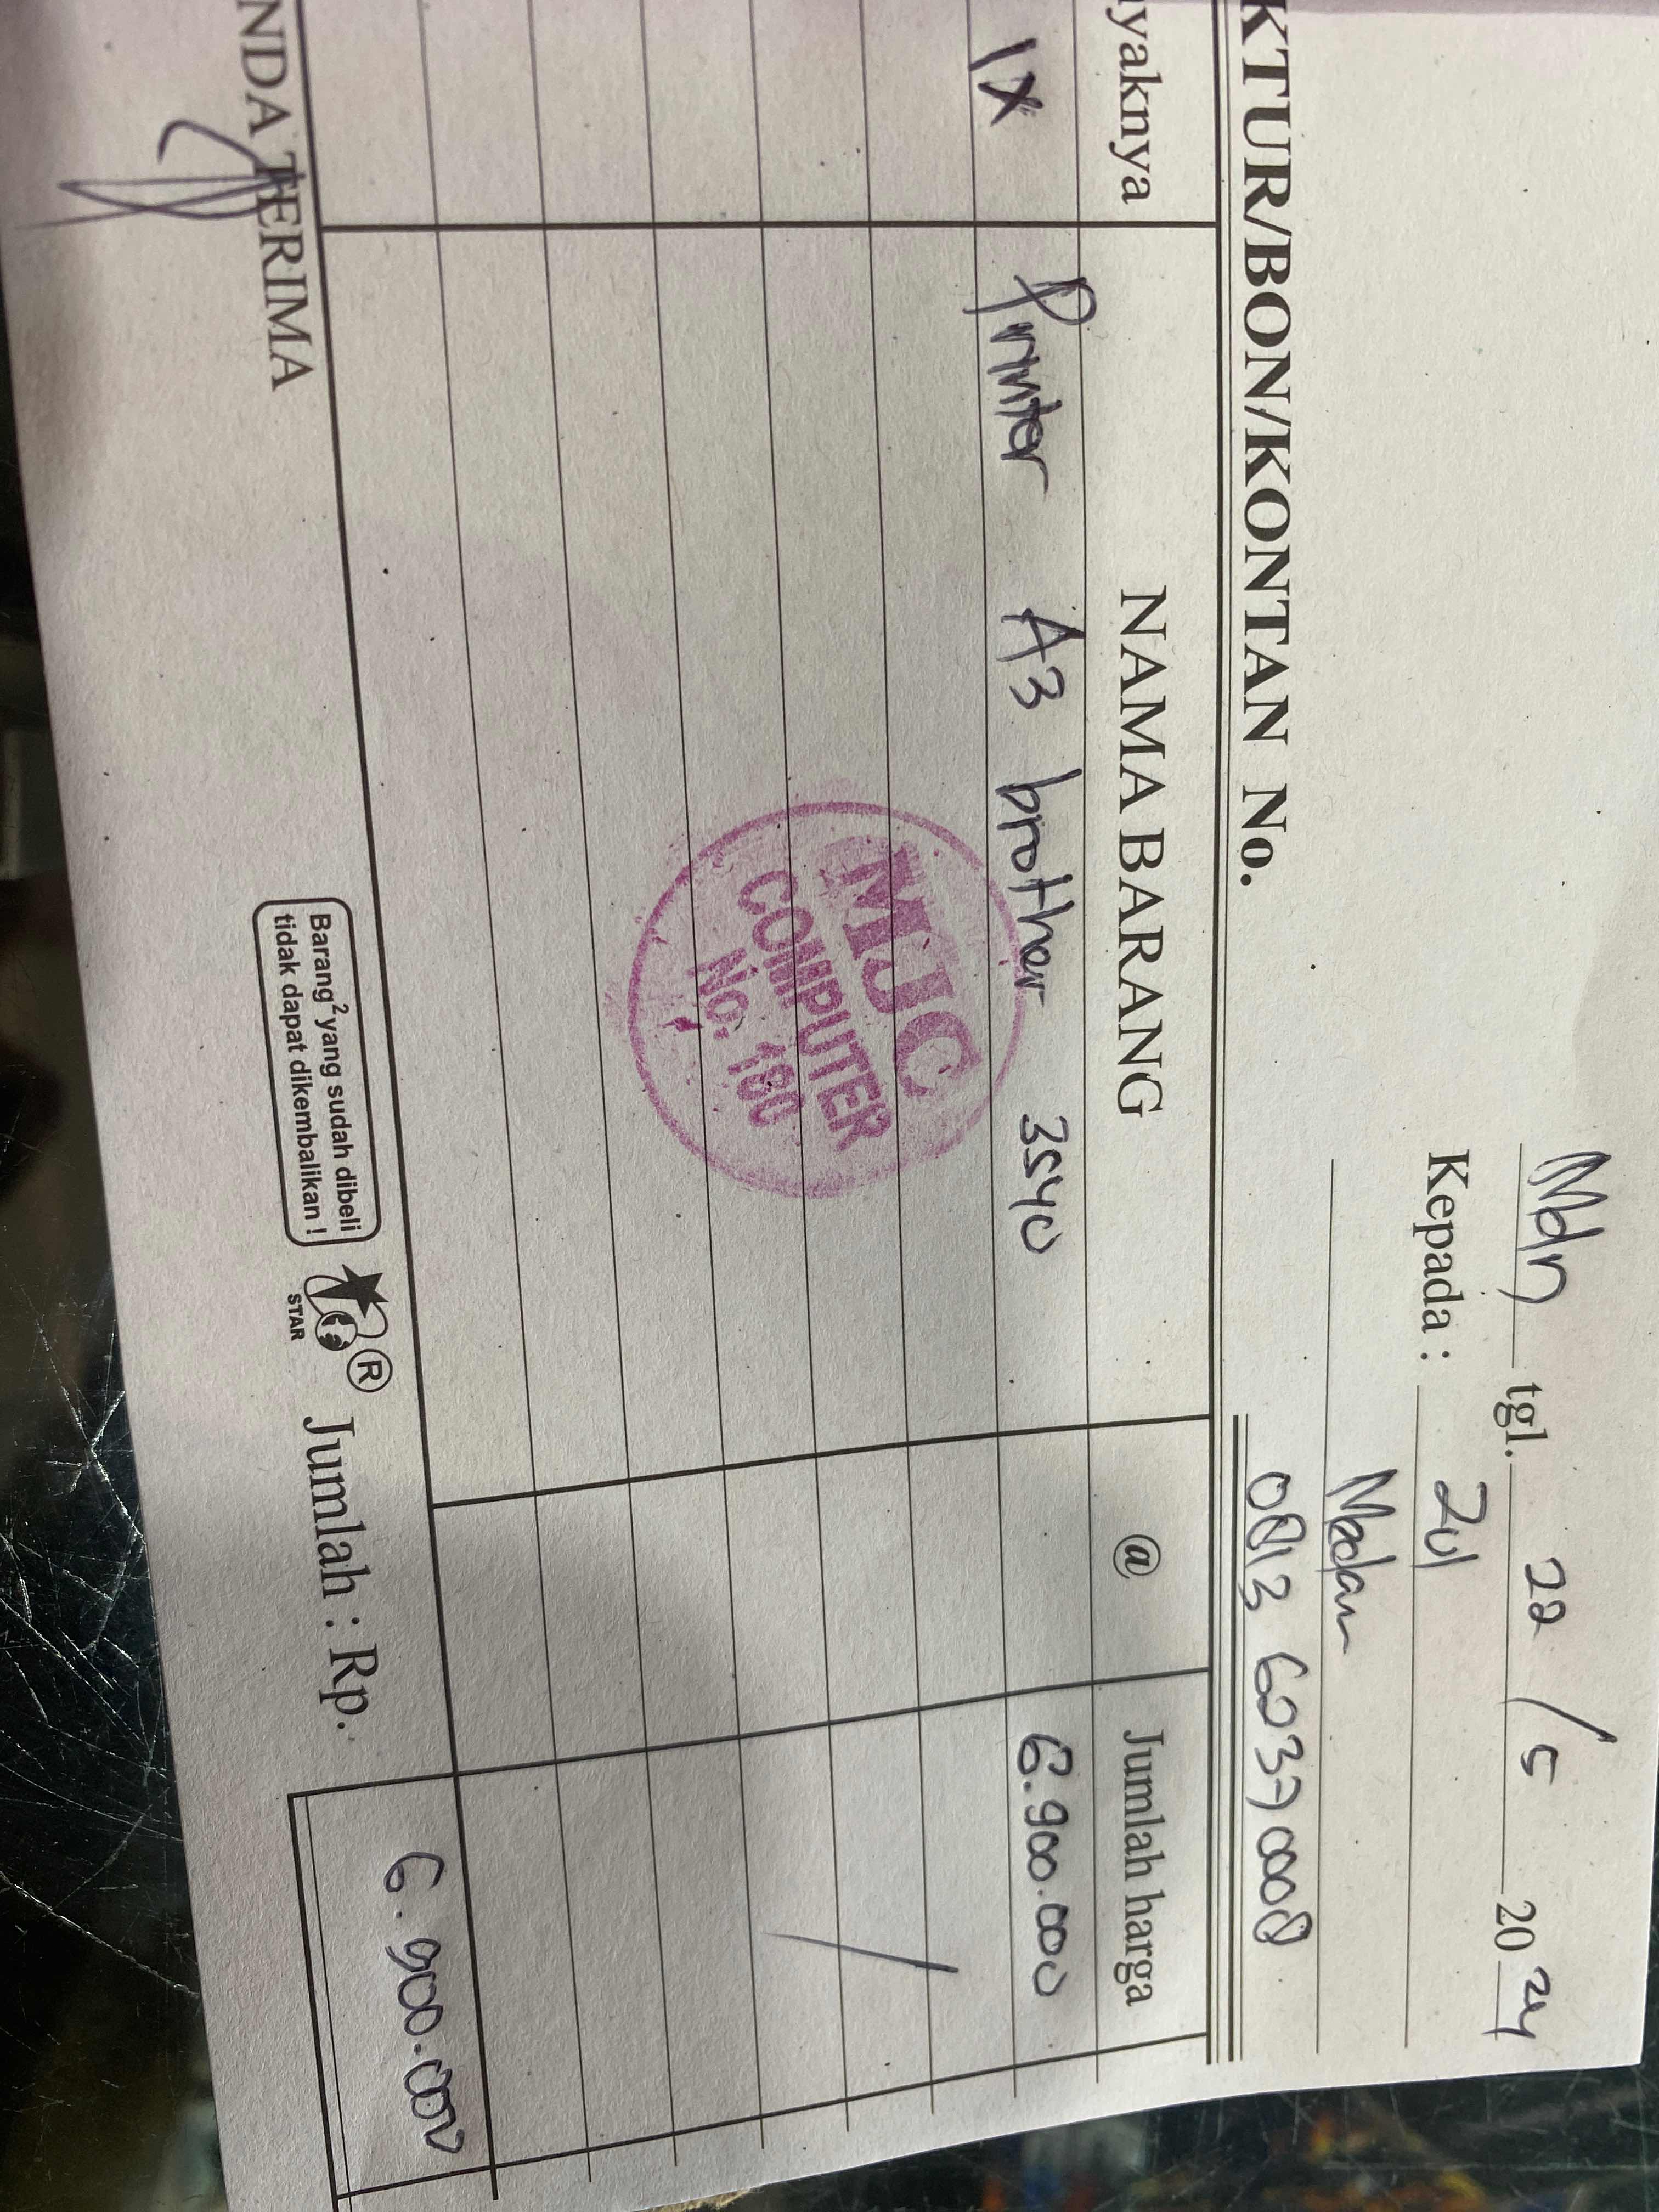 Mdn tgl. 22 / 5 2024
Kepada : Zul
Medan
0813 6037 0008
KTUR/BON/KONTAN No.
yaknya NAMA BARANG @ Jumlah harga
1x Printer A3 brother 3540 6.900.000
MJC
COMPUTER
No. 180
NDA TERIMA
Barang² yang sudah dibeli
tidak dapat dikembalikan !
STAR
®
Jumlah : Rp. 6.900.000